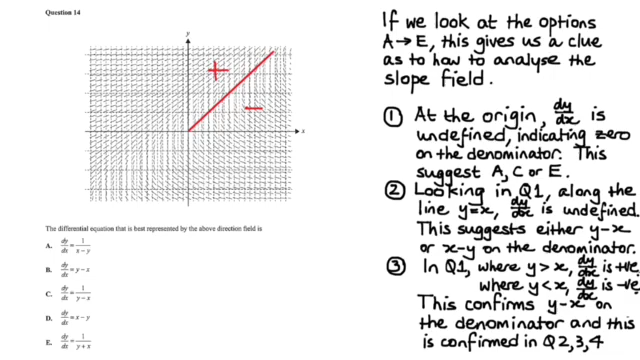 Question 14
y
x
+
−
The differential equation that is best represented by the above direction field is
A. dy/dx = 1/(x − y)
B. dy/dx = y − x
C. dy/dx = 1/(y − x)
D. dy/dx = x − y
E. dy/dx = 1/(y + x)
If we look at the options
A → E, this gives us a clue
as to how to analyse the
slope field.
① At the origin, dy/dx is
undefined, indicating zero
on the denominator. This
suggest A, C or E.
② Looking in Q1, along the
line y=x, dy/dx is undefined.
This suggests either y−x
or x−y on the denominator.
③ In Q1, where y > x, dy/dx is +ve
where y < x, dy/dx is −ve.
This confirms y−x on
the denominator and this
is confirmed in Q2,3,4